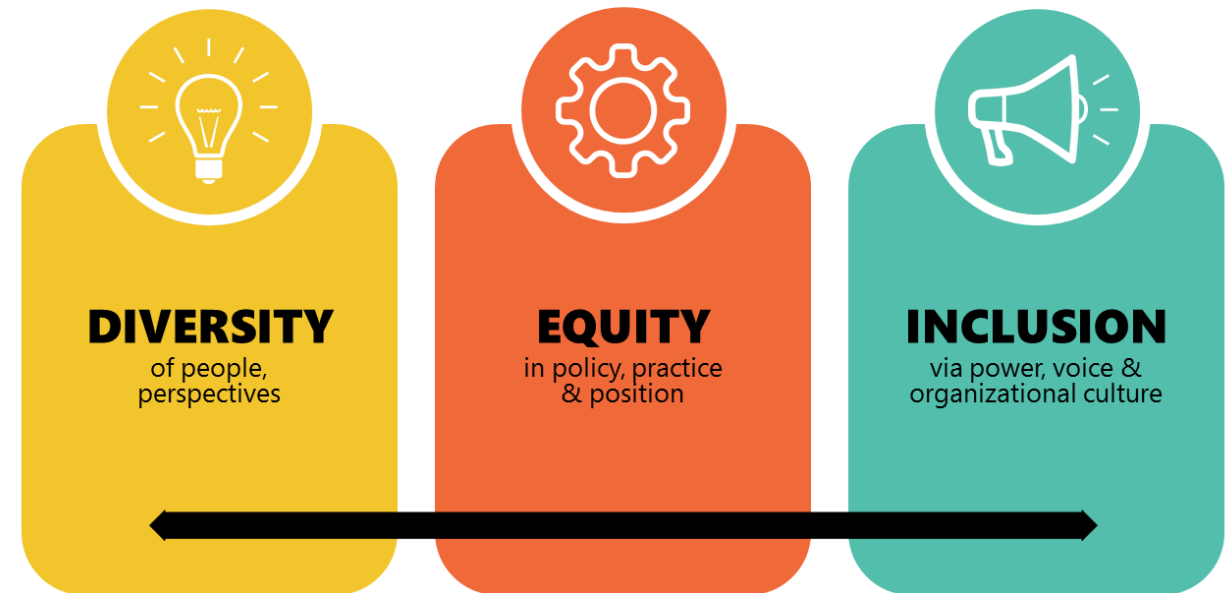 DIVERSITY
of people,
perspectives
EQUITY
in policy, practice
& position
INCLUSION
via power, voice &
organizational culture